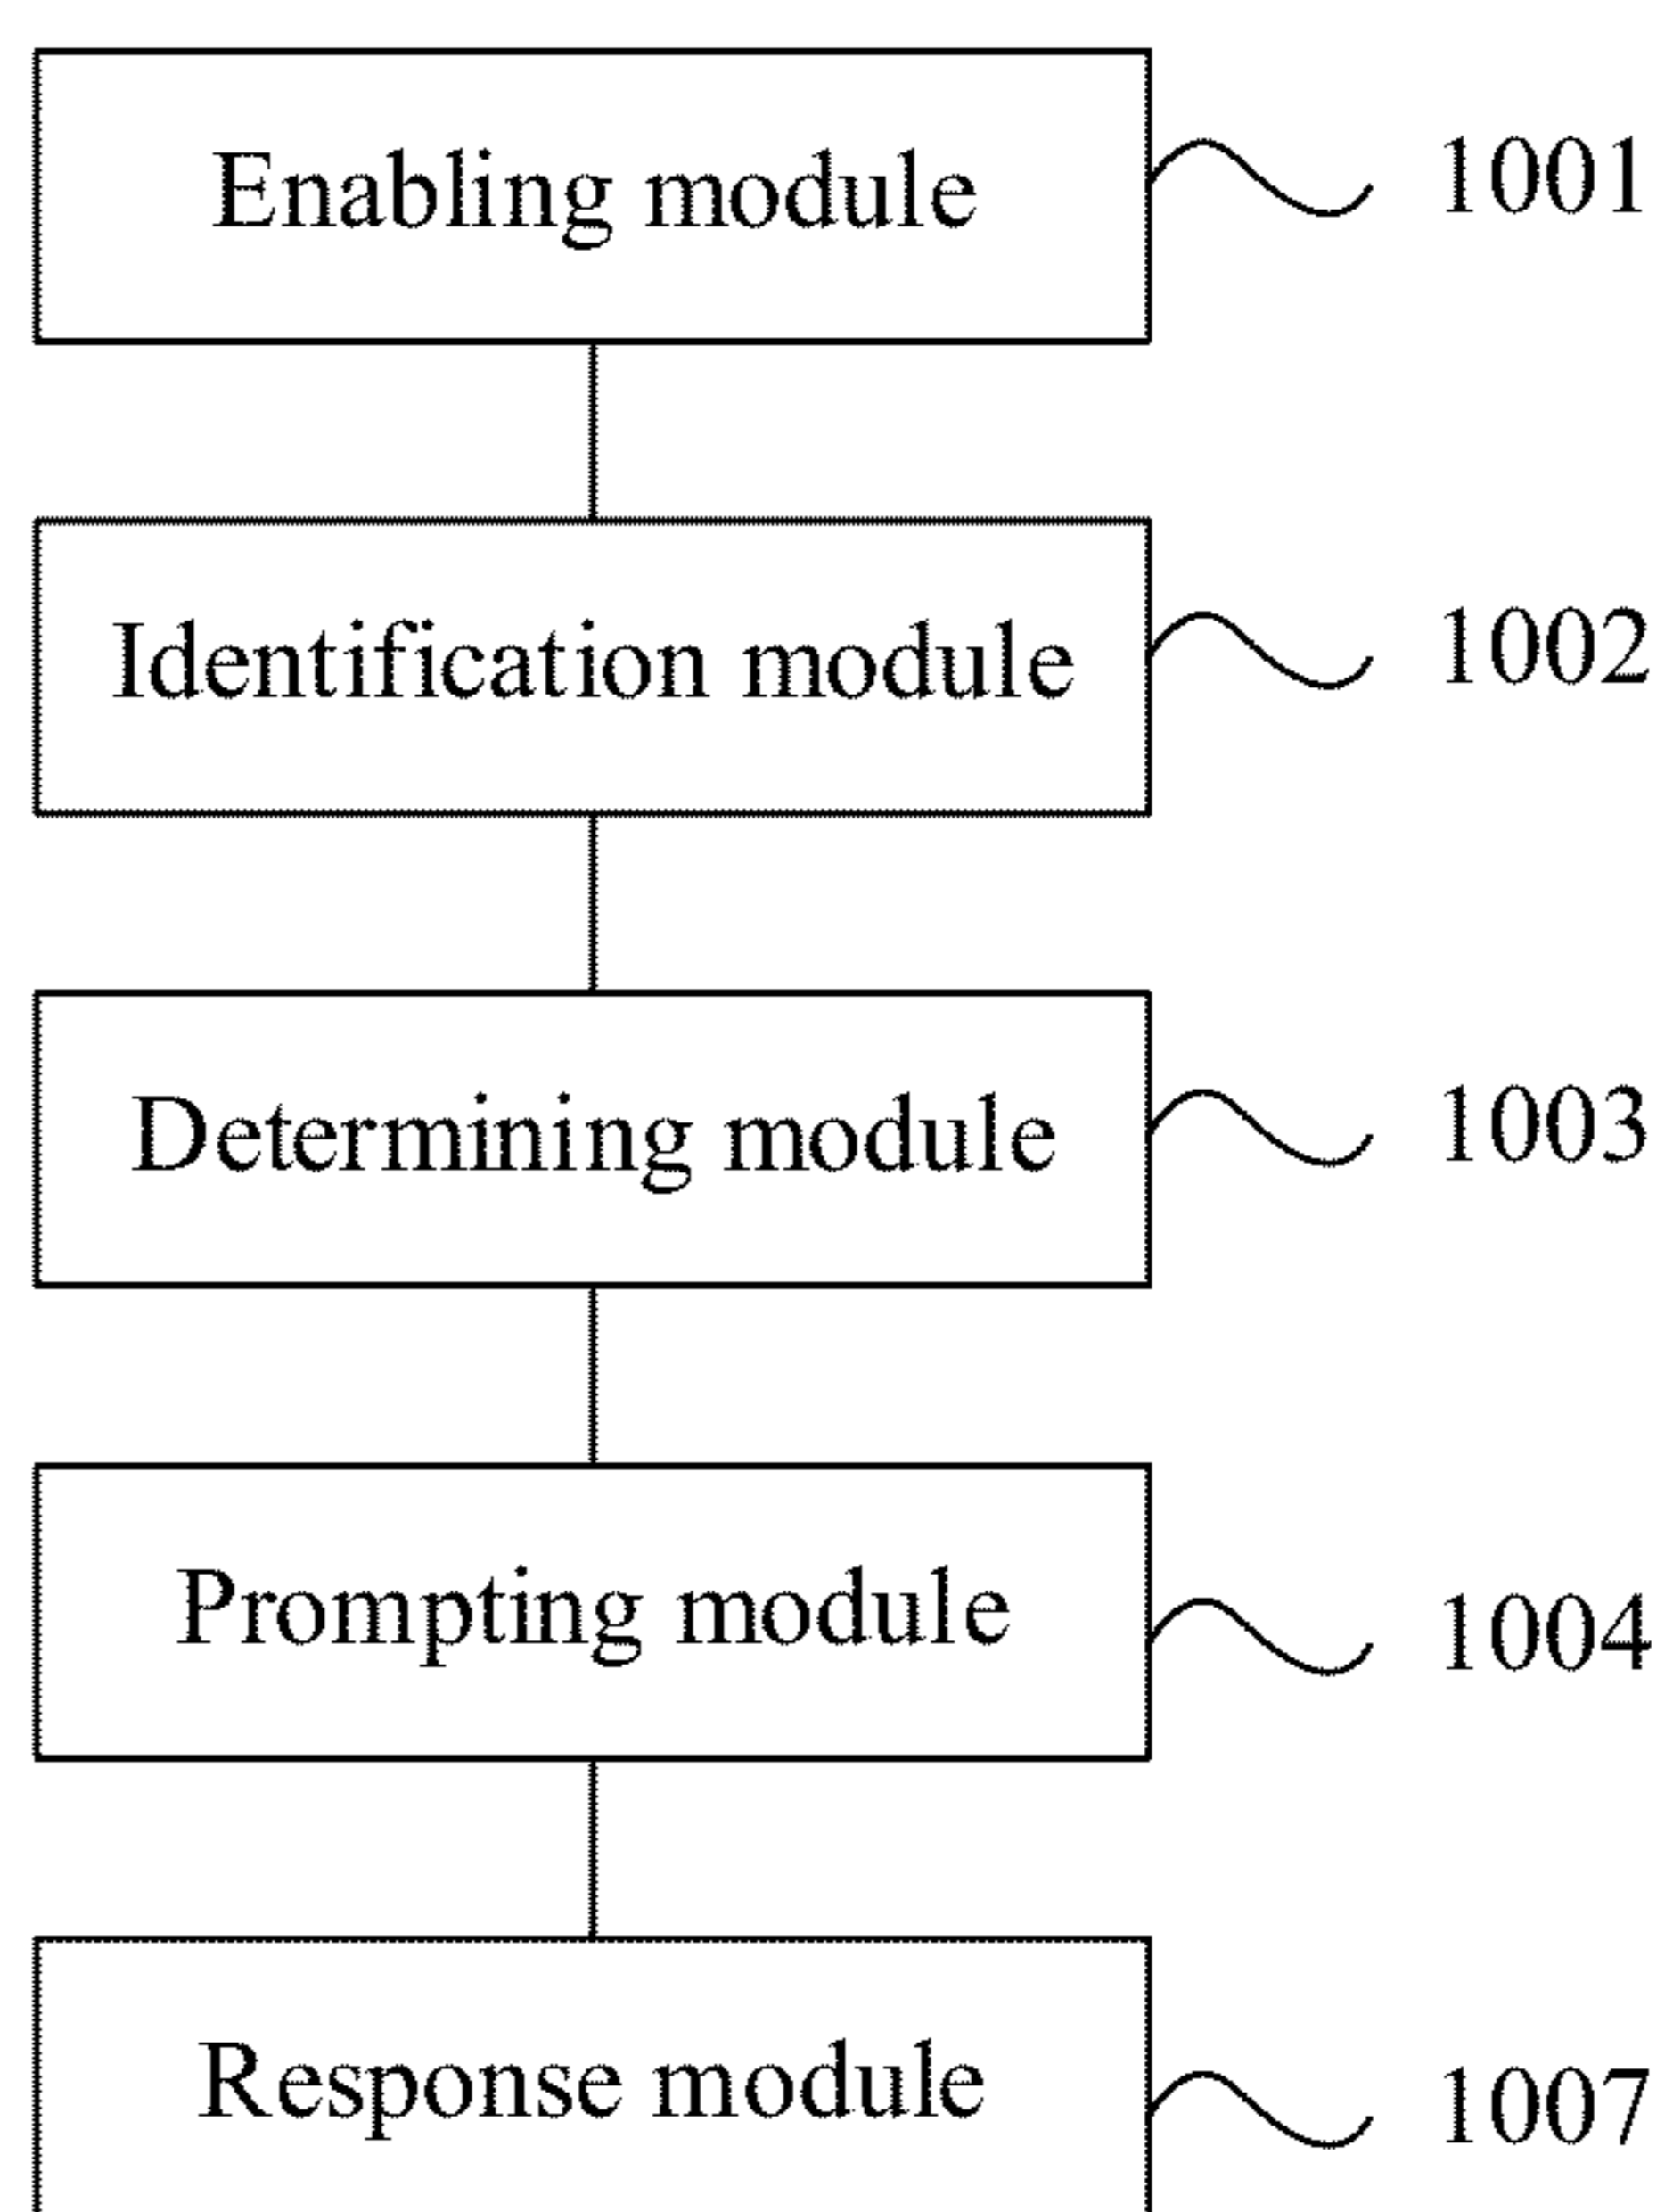 Enabling module 1001
Identification module 1002
Determining module 1003
Prompting module 1004
Response module 1007